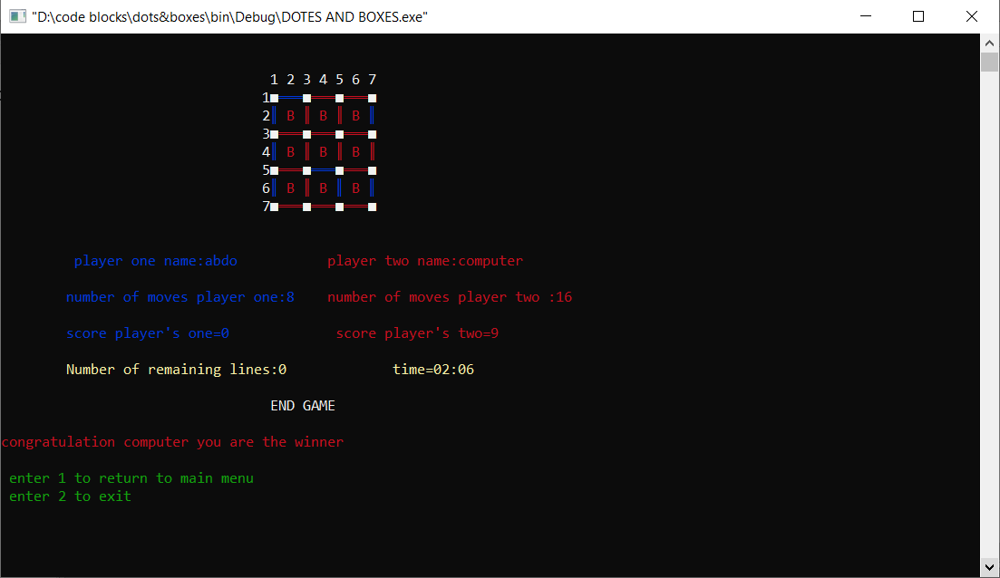 "D:\code blocks\dots&boxes\bin\Debug\DOTES AND BOXES.exe"
1 2 3 4 5 6 7
1
2 B B B
3
4 B B B
5
6 B B B
7
player one name:abdo player two name:computer
number of moves player one:8 number of moves player two :16
score player's one=0 score player's two=9
Number of remaining lines:0 time=02:06
END GAME
congratulation computer you are the winner
enter 1 to return to main menu
enter 2 to exit